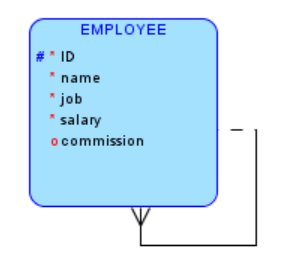 EMPLOYEE
# * ID
* name
* job
* salary
o commission